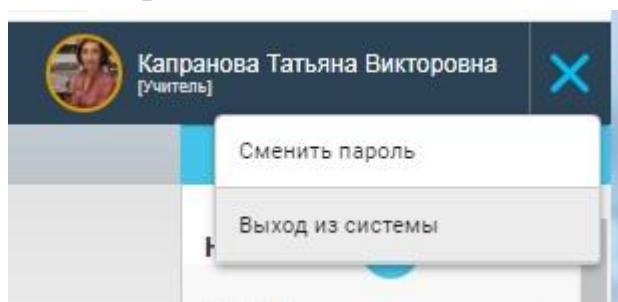 Капранова Татьяна Викторовна
[Учитель]
Сменить пароль
Выход из системы